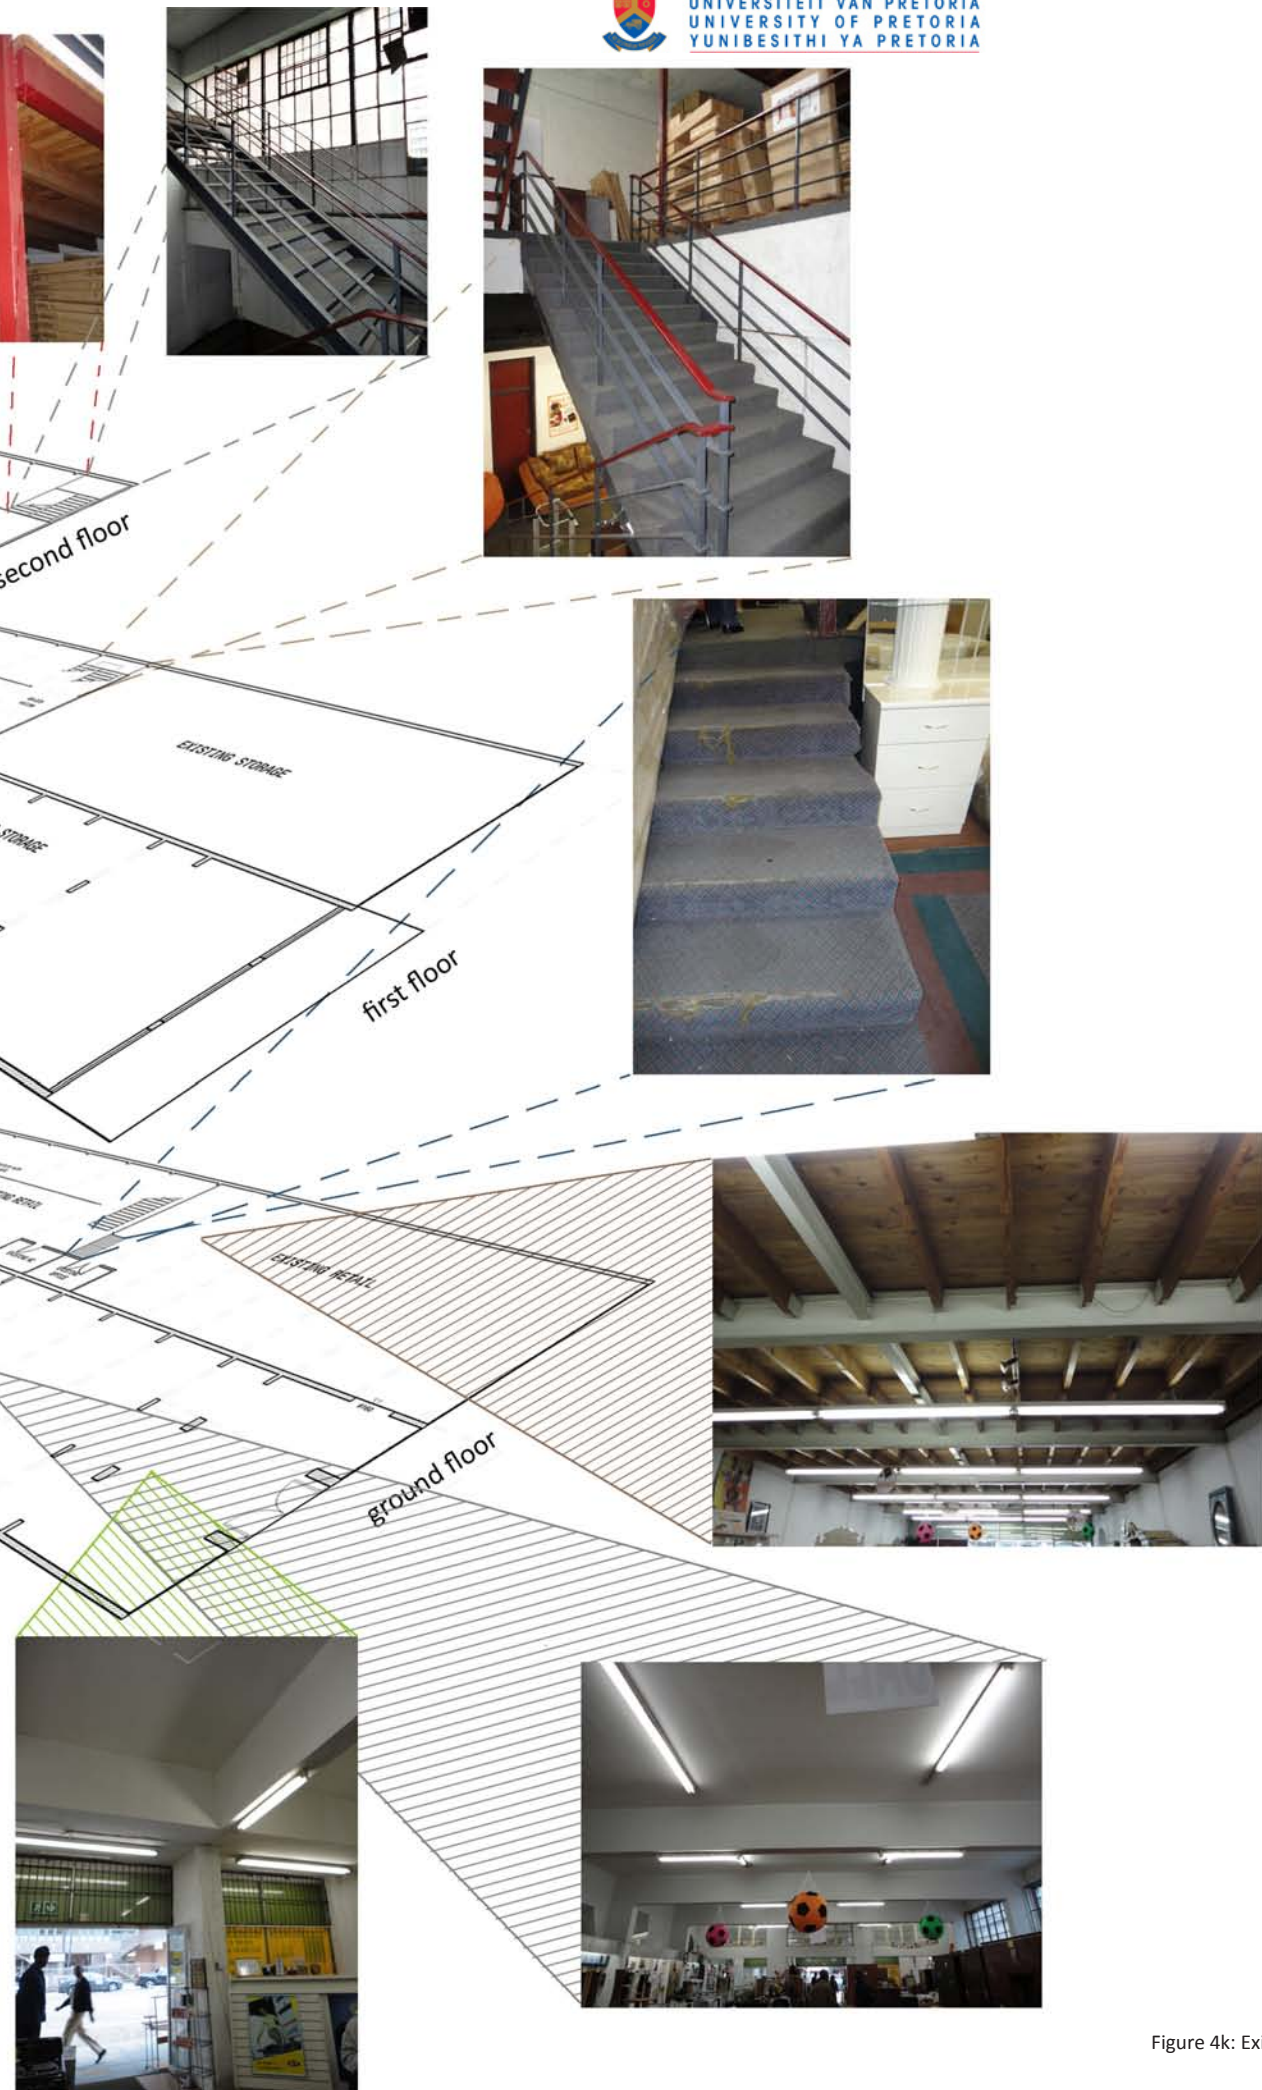 UNIVERSITEIT VAN PRETORIA
UNIVERSITY OF PRETORIA
YUNIBESITHI YA PRETORIA
second floor
EXISTING STORAGE
STORAGE
first floor
RETAIL
EXISTING RETAIL
ground floor
Figure 4k: Exi